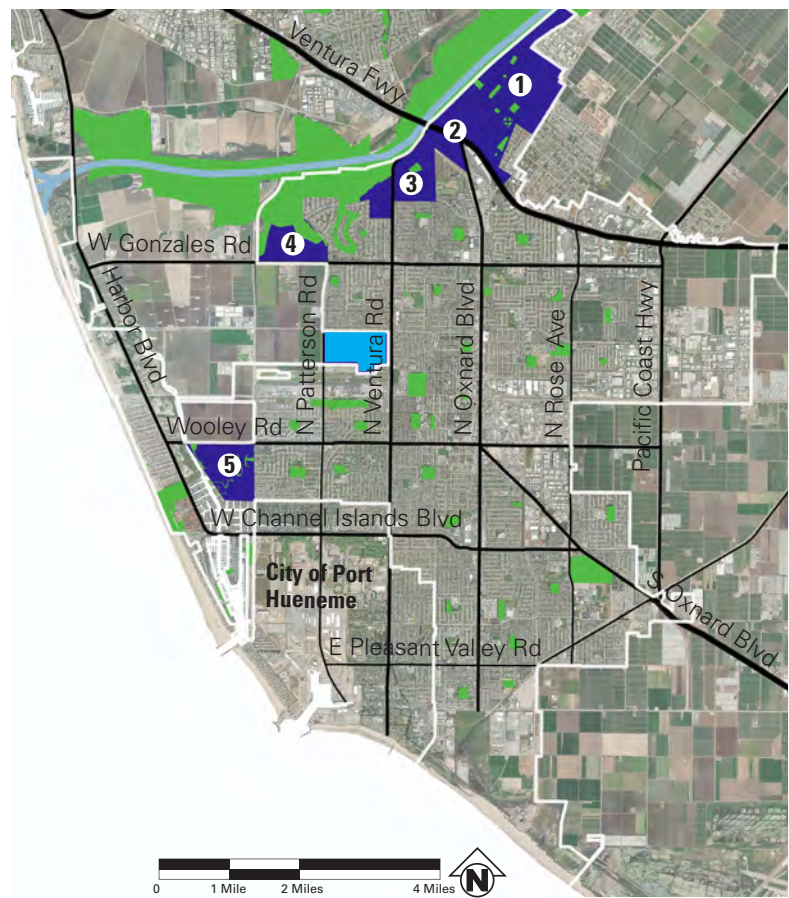 Ventura Fwy
1
2
3
4
W Gonzales Rd
Harbor Blvd
N Patterson Rd
N Ventura Rd
N Oxnard Blvd
N Rose Ave
Pacific Coast Hwy
Wooley Rd
5
W Channel Islands Blvd
City of Port
Hueneme
S Oxnard Blvd
E Pleasant Valley Rd
0 1 Mile 2 Miles 4 Miles
N